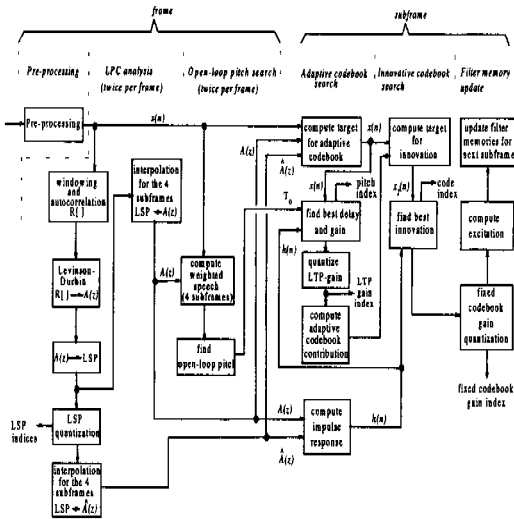 frame
subframe
Pre-processing
LPC analysis
(twice per frame)
Open-loop pitch search
(twice per frame)
Adaptive codebook
search
Innovative codebook
search
Filter memory
update
Pre-processing
s(n)
A(z)
Â(z)
compute target
for adaptive
codebook
x(n)
compute
target for
innovation
update filter
memories for
next subframe
windowing
and
autocorrelation
R[ ]
interpolation
for the 4
subframes
LSP → A(z)
T₀
x(n)
pitch
index
x₂(n)
code
index
find best delay
and gain
find best
innovation
compute
excitation
h(n)
Levinson-
Durbin
R[ ] → A(z)
A(z)
compute
weighted
speech
(4 subframes)
quantize
LTP-gain
LTP
gain
index
A(z) → LSP
find
open-loop pitch
compute
adaptive
codebook
contribution
fixed
codebook
gain
quantization
fixed codebook
gain index
LSP
indices
LSP
quantization
A(z)
Â(z)
compute
impulse
response
h(n)
interpolation
for the 4
subframes
LSP → Â(z)